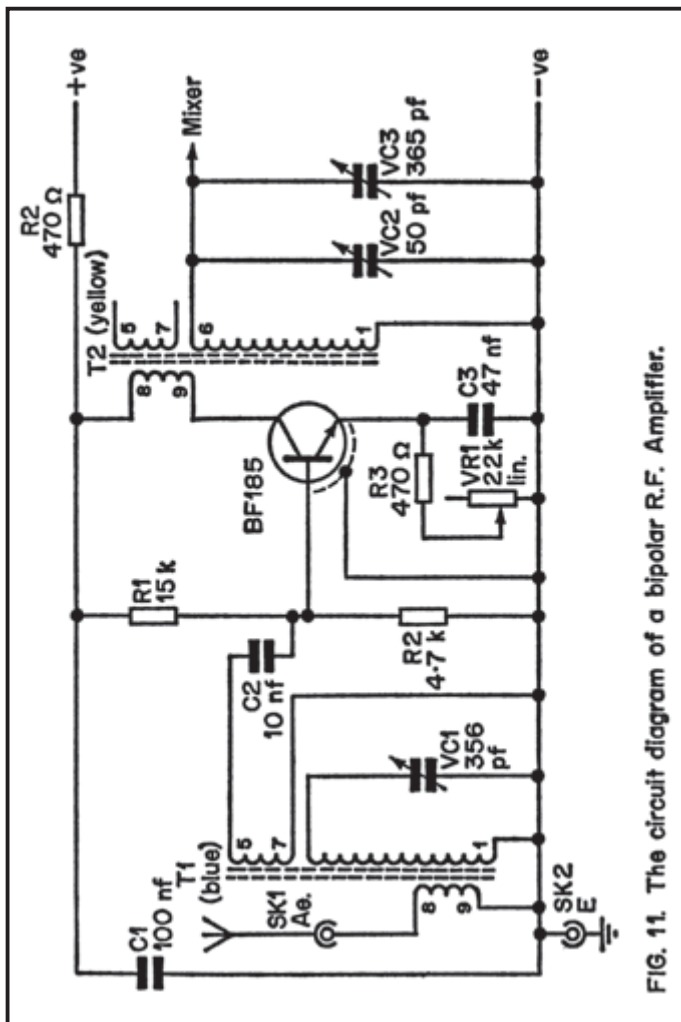 C1
100 nf
T1
(blue)
SK1
Ae.
8
9
5
7
1
SK2
E
C2
10 nf
VC1
356
pf
R1
15 k
R2
4·7 k
BF185
R3
470 Ω
VR1
22 k
lin.
C3
47 nf
T2 (yellow)
8
9
5
7
6
1
R2
470 Ω
+ve
Mixer
VC2
50 pf
VC3
365 pf
−ve
FIG. 11. The circuit diagram of a bipolar R.F. Amplifier.